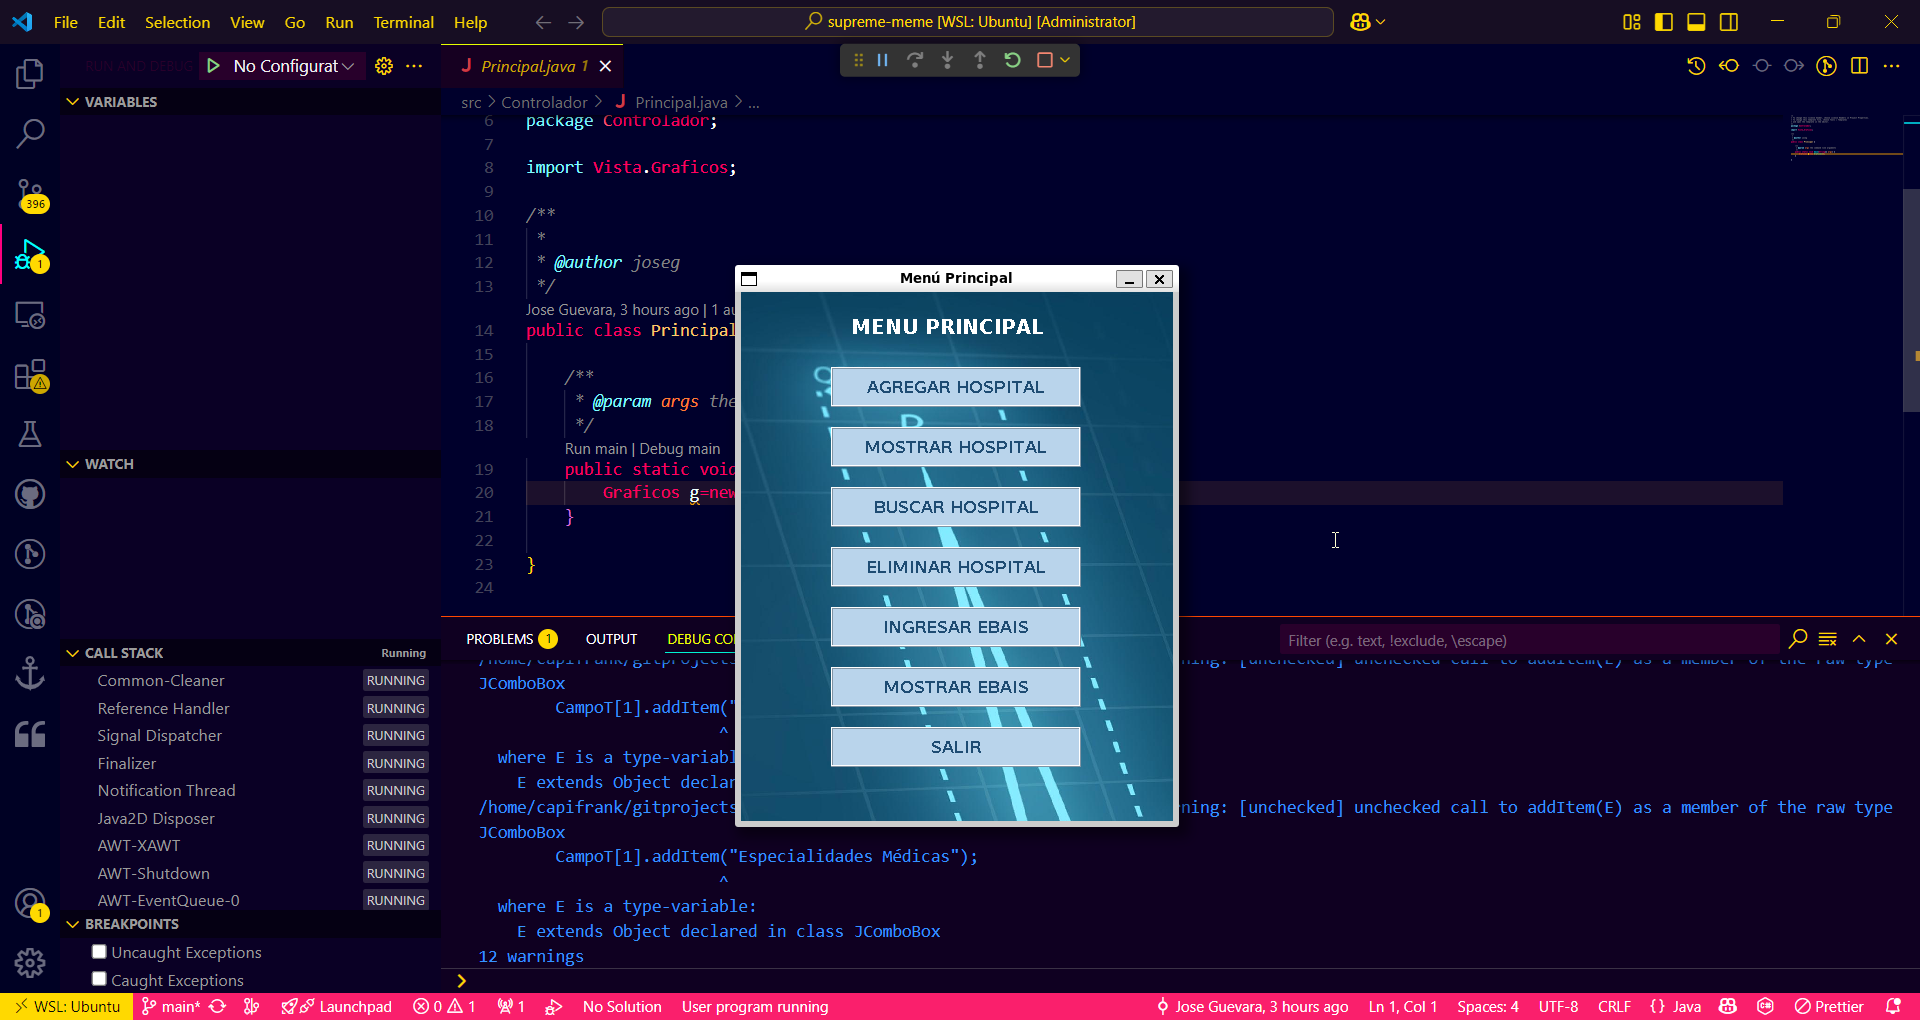 File Edit Selection View Go Run Terminal Help
supreme-meme [WSL: Ubuntu] [Administrator]
RUN AND DEBUG
No Configurat
Principal.java 1
src > Controlador > Principal.java > ...
VARIABLES
6 package Controlador;
7
8 import Vista.Graficos;
9
10 /**
11 *
12 * @author joseg
13 */
Jose Guevara, 3 hours ago | 1 au
14 public class Principal
15
16 /**
17 * @param args the
18 */
Run main | Debug main
19 public static void
20 Graficos g=new
21 }
22
23 }
24
396
1
WATCH
CALL STACK Running
Common-Cleaner RUNNING
Reference Handler RUNNING
Signal Dispatcher RUNNING
Finalizer RUNNING
Notification Thread RUNNING
Java2D Disposer RUNNING
AWT-XAWT RUNNING
AWT-Shutdown RUNNING
AWT-EventQueue-0 RUNNING
BREAKPOINTS
Uncaught Exceptions
Caught Exceptions
1
Menú Principal
MENU PRINCIPAL
AGREGAR HOSPITAL
MOSTRAR HOSPITAL
BUSCAR HOSPITAL
ELIMINAR HOSPITAL
INGRESAR EBAIS
MOSTRAR EBAIS
SALIR
PROBLEMS 1 OUTPUT DEBUG CO
Filter (e.g. text, !exclude, \escape)
/home/capifrank/gitprojects ning: [unchecked] unchecked call to addItem(E) as a member of the raw type
JComboBox
CampoT[1].addItem("
^
where E is a type-variabl
E extends Object declar
/home/capifrank/gitprojects rning: [unchecked] unchecked call to addItem(E) as a member of the raw type
JComboBox
CampoT[1].addItem("Especialidades Médicas");
^
where E is a type-variable:
E extends Object declared in class JComboBox
12 warnings
>
WSL: Ubuntu main* Launchpad 0 1 1 No Solution User program running Jose Guevara, 3 hours ago Ln 1, Col 1 Spaces: 4 UTF-8 CRLF {} Java Prettier